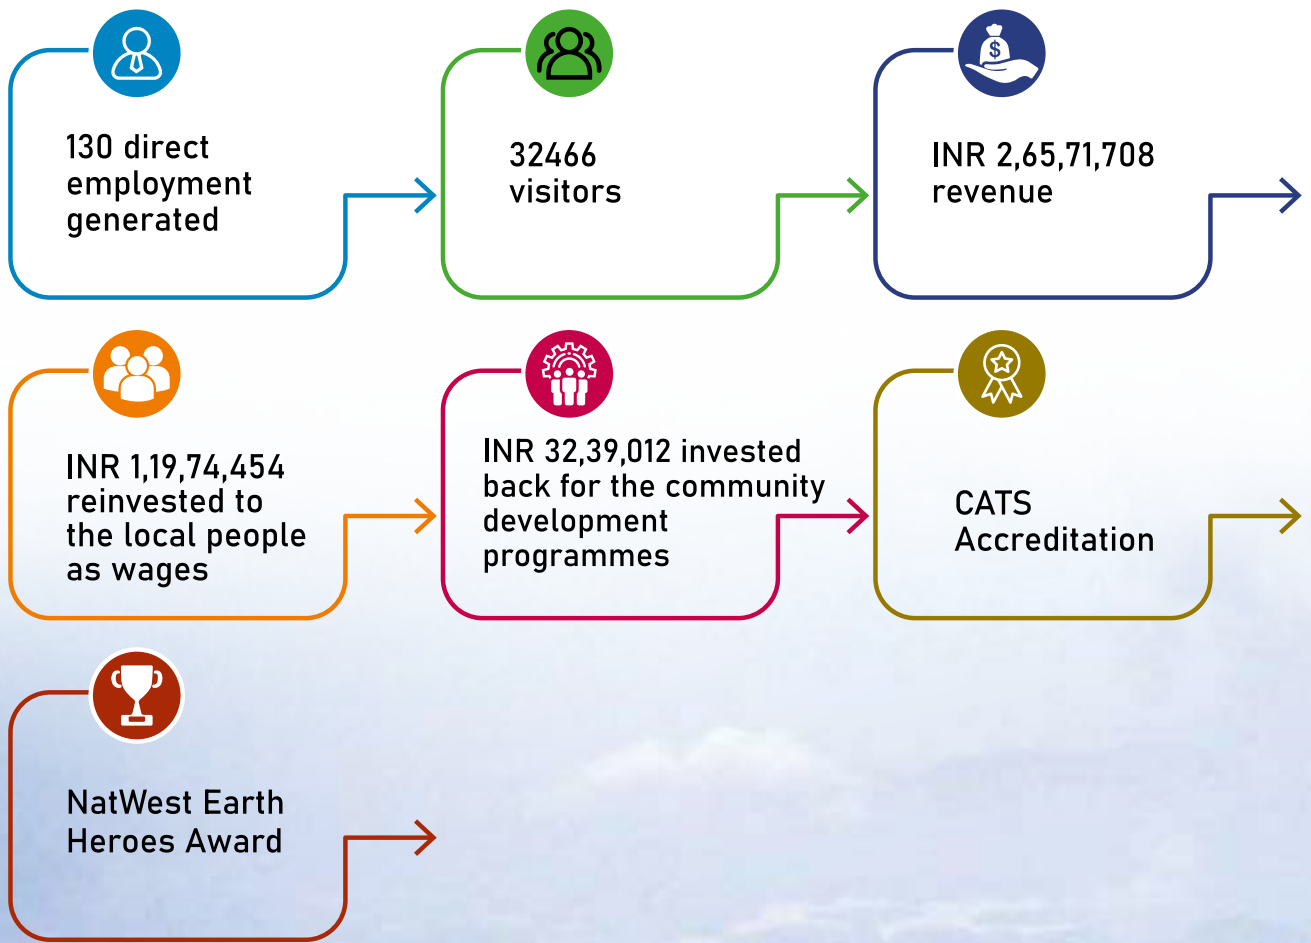 130 direct
employment
generated
32466
visitors
INR 2,65,71,708
revenue
INR 1,19,74,454
reinvested to
the local people
as wages
INR 32,39,012 invested
back for the community
development
programmes
CATS
Accreditation
NatWest Earth
Heroes Award